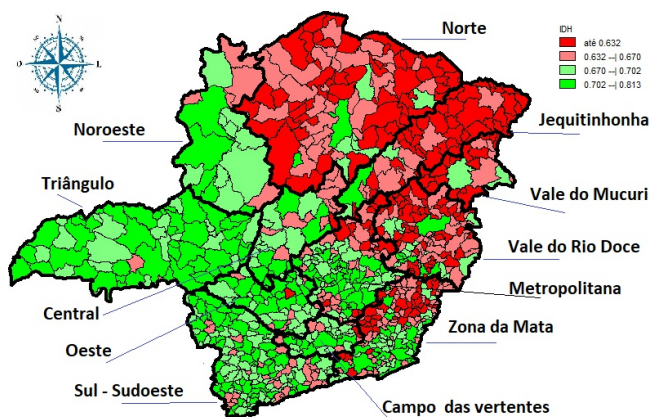 Norte
IDH
até 0.632
0.632 --| 0.670
0.670 --| 0.702
0.702 --| 0.813
N
O
L
S
Jequitinhonha
Noroeste
Triângulo
Vale do Mucuri
Vale do Rio Doce
Metropolitana
Central
Zona da Mata
Oeste
Sul - Sudoeste
Campo das vertentes